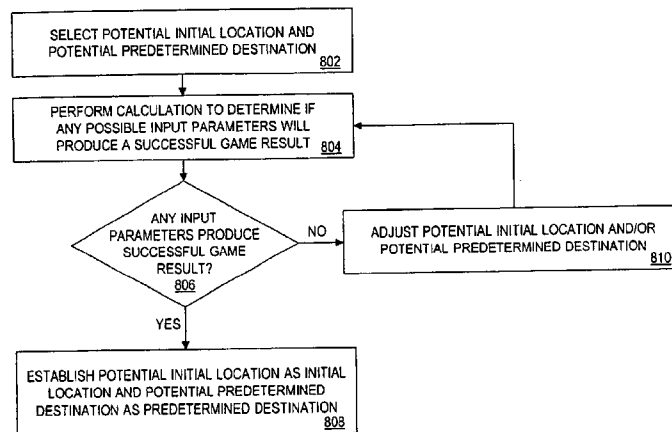 SELECT POTENTIAL INITIAL LOCATION AND
POTENTIAL PREDETERMINED DESTINATION
802
PERFORM CALCULATION TO DETERMINE IF
ANY POSSIBLE INPUT PARAMETERS WILL
PRODUCE A SUCCESSFUL GAME RESULT
804
ANY INPUT
PARAMETERS PRODUCE
SUCCESSFUL GAME
RESULT?
806
NO
ADJUST POTENTIAL INITIAL LOCATION AND/OR
POTENTIAL PREDETERMINED DESTINATION
810
YES
ESTABLISH POTENTIAL INITIAL LOCATION AS INITIAL
LOCATION AND POTENTIAL PREDETERMINED
DESTINATION AS PREDETERMINED DESTINATION
808